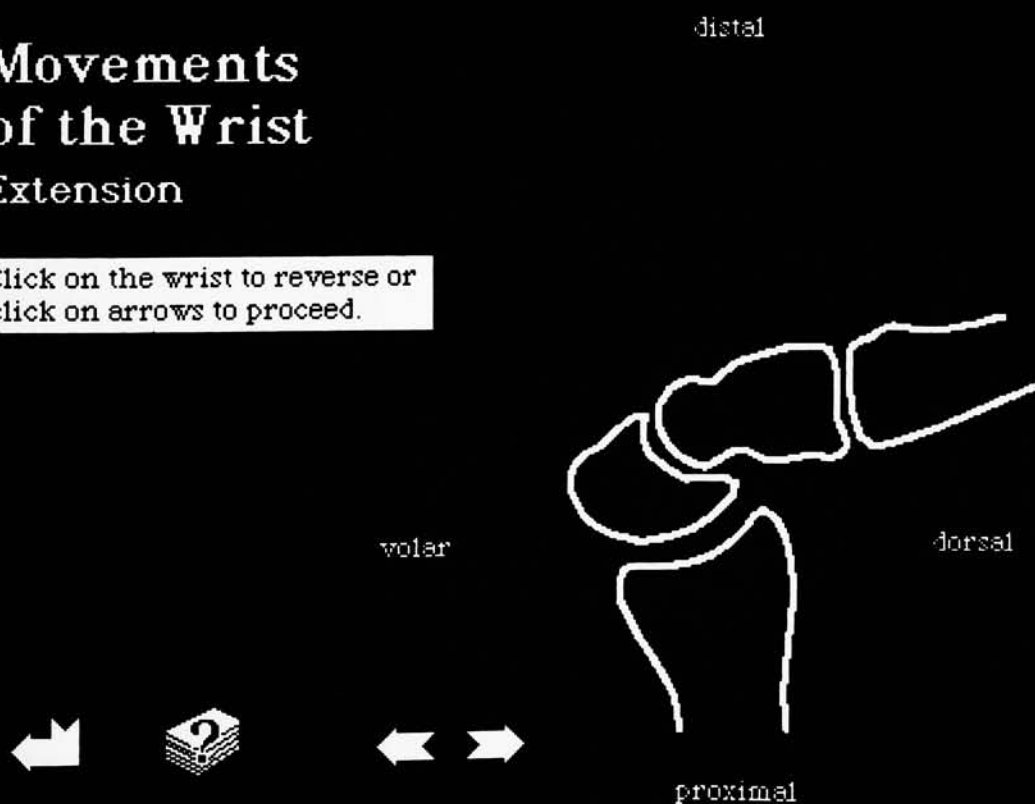 distal
Movements
of the Wrist
Extension
Click on the wrist to reverse or
click on arrows to proceed.
volar
dorsal
?
proximal